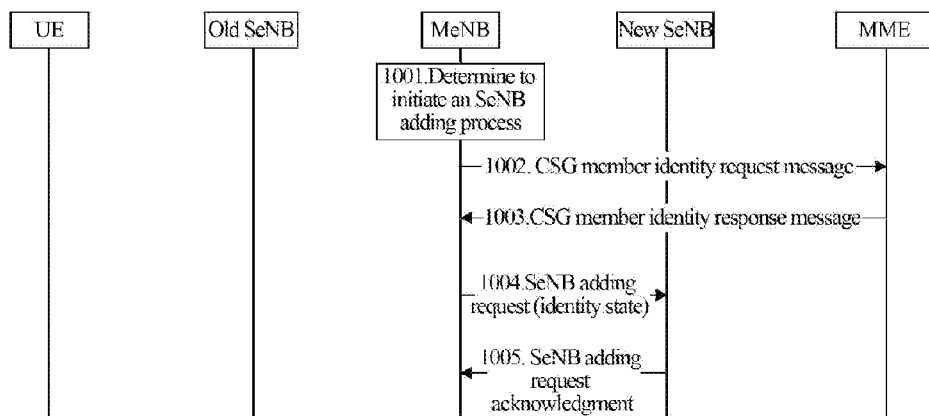 UE
Old SeNB
MeNB
New SeNB
MME
1001.Determine to
initiate an SeNB
adding process
1002. CSG member identity request message
1003.CSG member identity response message
1004.SeNB adding
request (identity state)
1005. SeNB adding
request
acknowledgment